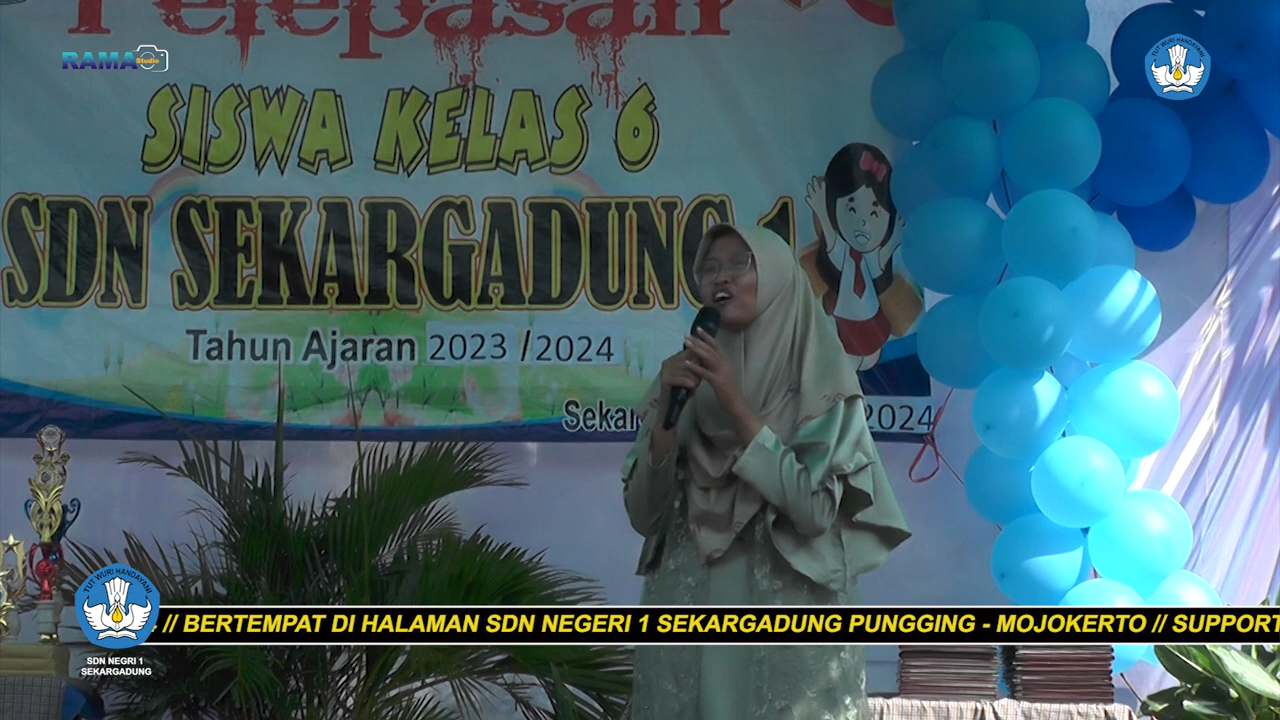 Pelepasan
RAMA
Studio
TUT WURI HANDAYANI
SISWA KELAS 6
SDN SEKARGADUNG 1
Tahun Ajaran 2023 / 2024
2024
TUT WURI HANDAYANI
// BERTEMPAT DI HALAMAN SDN NEGERI 1 SEKARGADUNG PUNGGING - MOJOKERTO // SUPPORT
SDN NEGRI 1
SEKARGADUNG